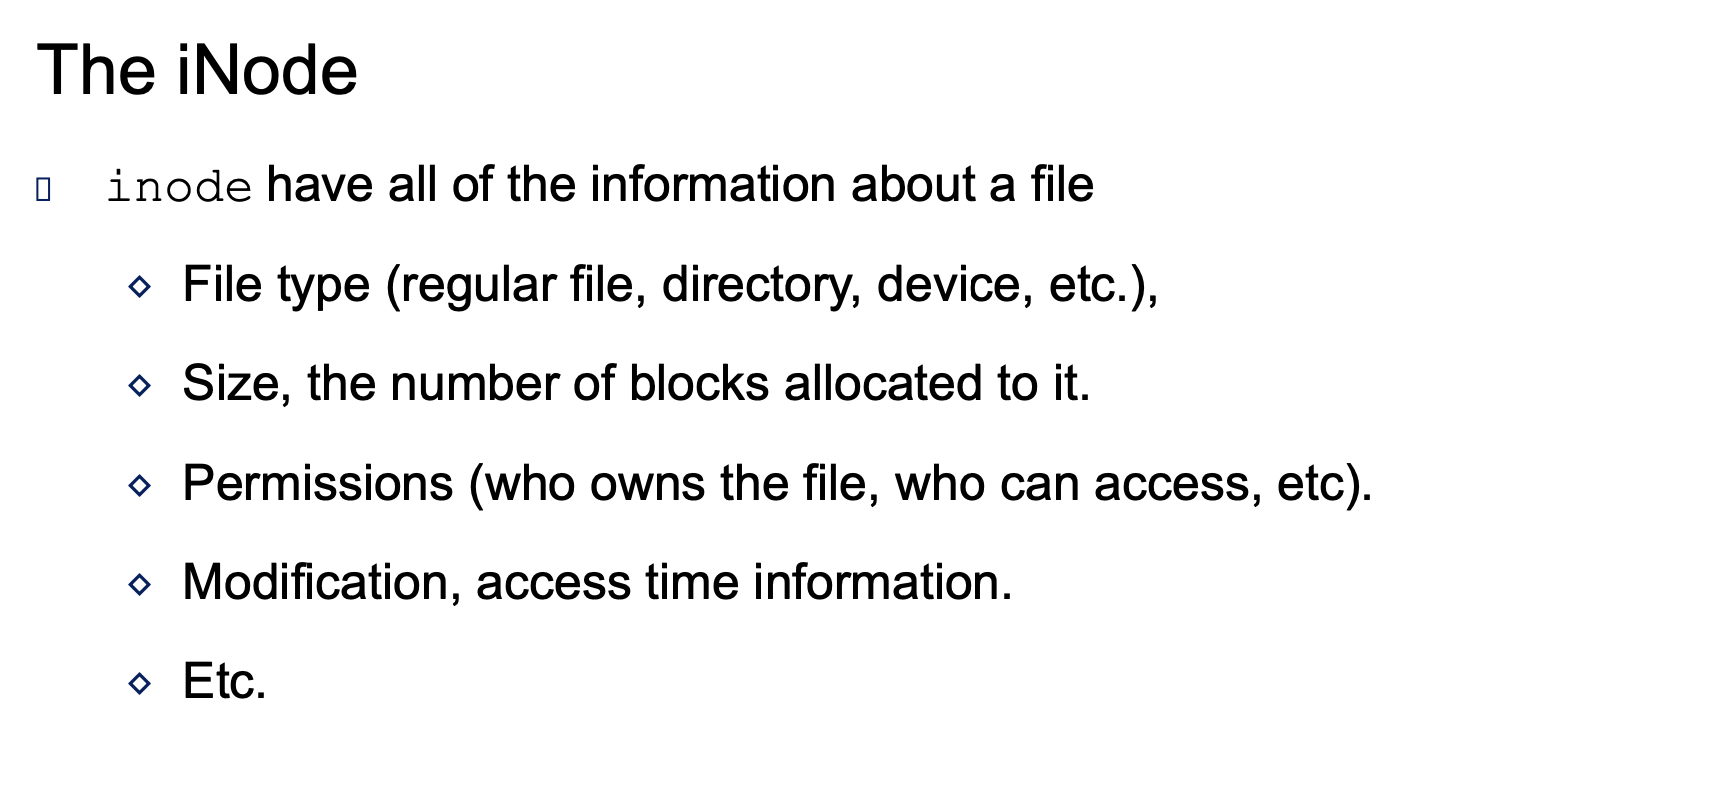 The iNode
inode have all of the information about a file
File type (regular file, directory, device, etc.),
Size, the number of blocks allocated to it.
Permissions (who owns the file, who can access, etc).
Modification, access time information.
Etc.